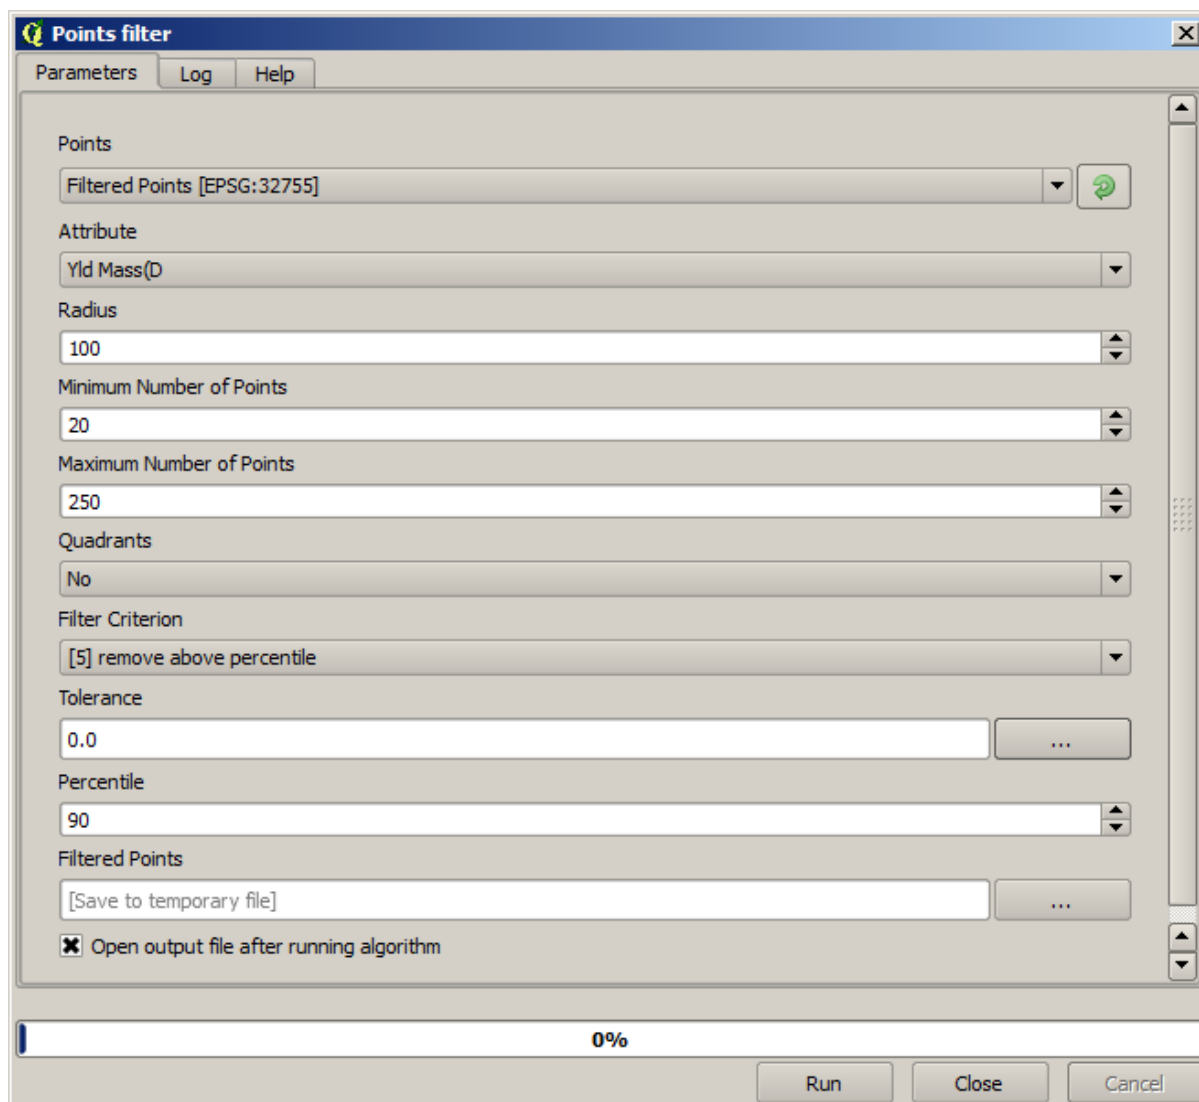 Points filter
Parameters Log Help
Points
Filtered Points [EPSG:32755]
Attribute
Yld Mass(D
Radius
100
Minimum Number of Points
20
Maximum Number of Points
250
Quadrants
No
Filter Criterion
[5] remove above percentile
Tolerance
0.0 ...
Percentile
90
Filtered Points
[Save to temporary file] ...
Open output file after running algorithm
0%
Run Close Cancel